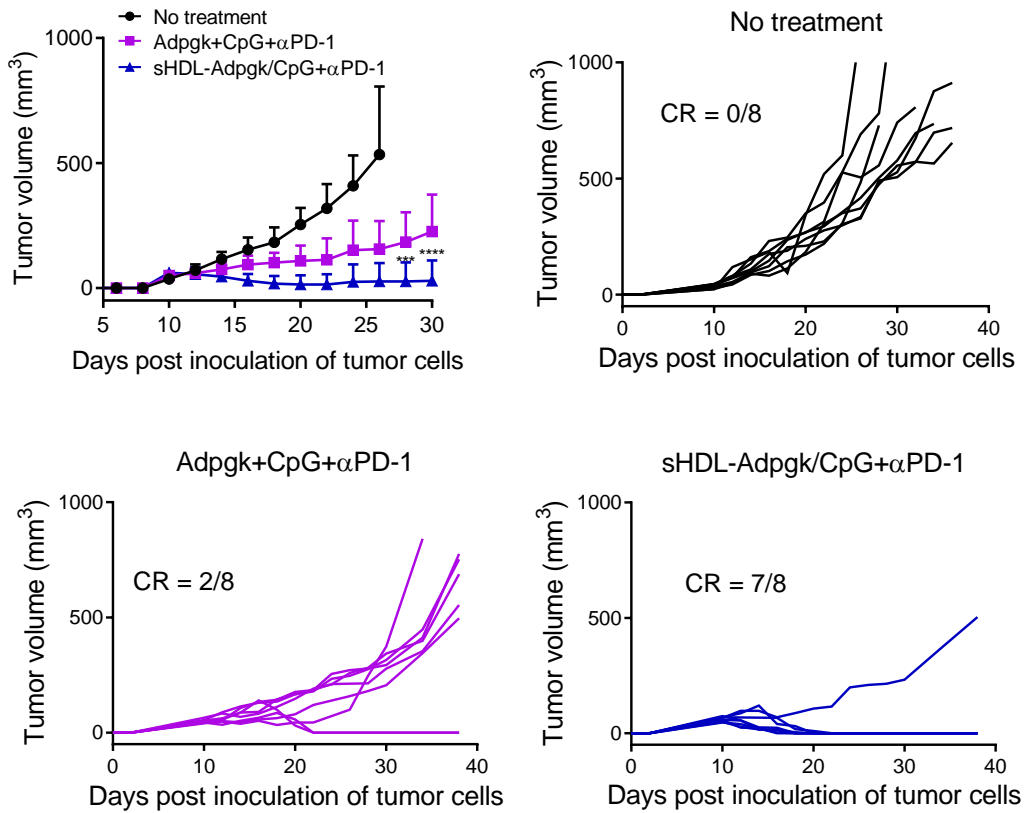 No treatment
Adpgk+CpG+αPD-1
sHDL-Adpgk/CpG+αPD-1
Tumor volume (mm³)
1000
500
0
*** ****
5 10 15 20 25 30
Days post inoculation of tumor cells
No treatment
CR = 0/8
Tumor volume (mm³)
1000
500
0
0 10 20 30 40
Days post inoculation of tumor cells
Adpgk+CpG+αPD-1
CR = 2/8
Tumor volume (mm³)
1000
500
0
0 10 20 30 40
Days post inoculation of tumor cells
sHDL-Adpgk/CpG+αPD-1
CR = 7/8
Tumor volume (mm³)
1000
500
0
0 10 20 30 40
Days post inoculation of tumor cells